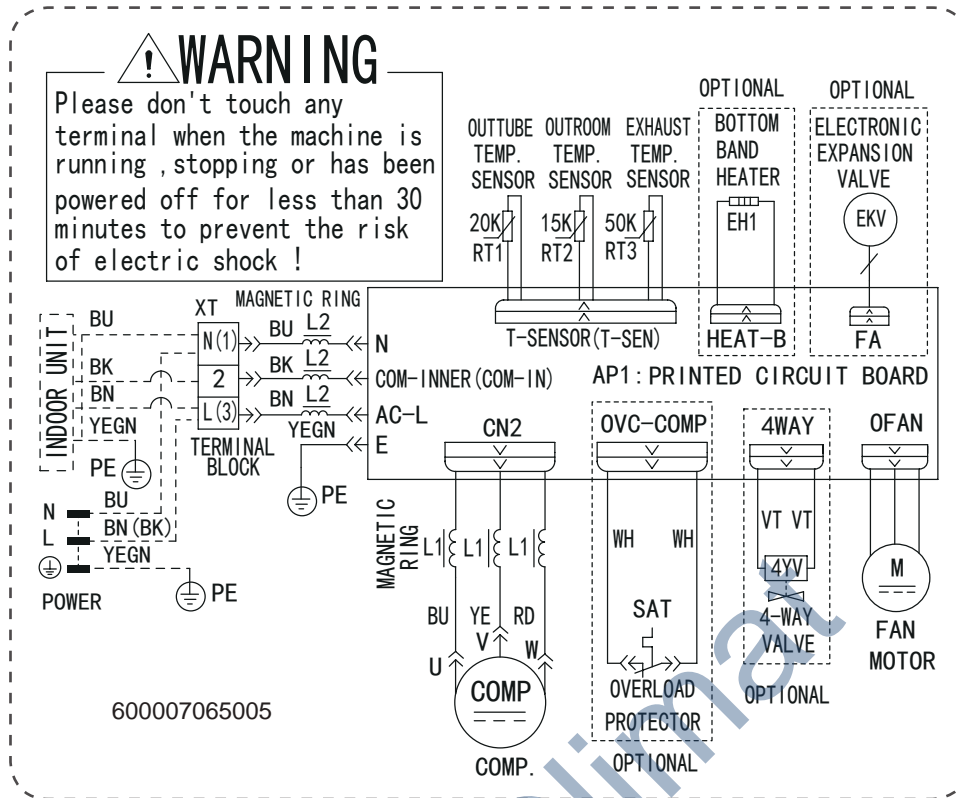 WARNING
Please don't touch any
terminal when the machine is
running ,stopping or has been
powered off for less than 30
minutes to prevent the risk
of electric shock !
OUTTUBE
TEMP.
SENSOR
20K
RT1
OUTROOM
TEMP.
SENSOR
15K
RT2
EXHAUST
TEMP.
SENSOR
50K
RT3
OPTIONAL
BOTTOM
BAND
HEATER
EH1
OPTIONAL
ELECTRONIC
EXPANSION
VALVE
EKV
T-SENSOR(T-SEN)
HEAT-B
FA
AP1:PRINTED CIRCUIT BOARD
MAGNETIC RING
INDOOR UNIT
BU
BK
BN
YEGN
PE
XT
N(1)
2
L(3)
TERMINAL
BLOCK
BU L2
BK L2
BN L2
YEGN
PE
N
COM-INNER(COM-IN)
AC-L
E
N
L
POWER
BU
BN(BK)
YEGN
PE
CN2
MAGNETIC
RING
L1
L1
L1
BU YE RD
U V W
COMP
COMP.
OVC-COMP
WH WH
SAT
OVERLOAD
PROTECTOR
OPTIONAL
4WAY
VT VT
4YV
4-WAY
VALVE
OPTIONAL
OFAN
M
FAN
MOTOR
600007065005